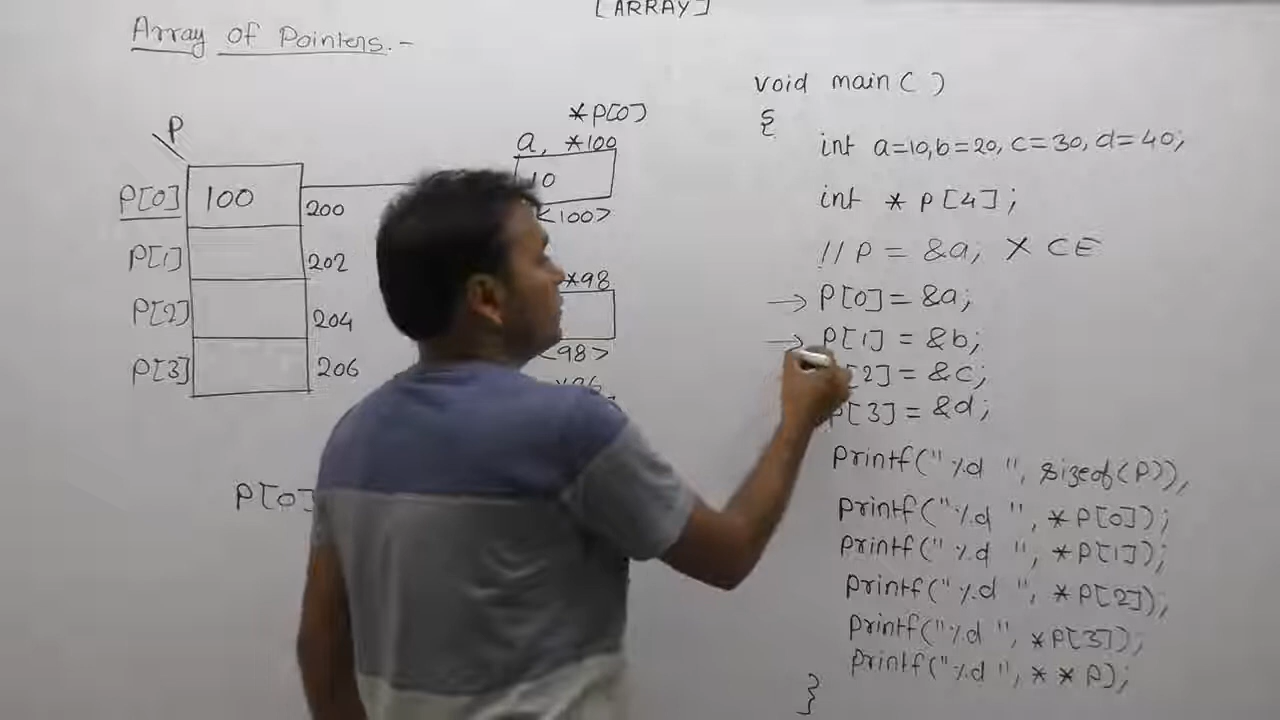 [ARRAY]
Array of Pointers.-
P
P[0] 100 200
P[1] 202
P[2] 204
P[3] 206
*P[0]
a, *100
10
<100>
*98
<98>
P[0]
void main( )
{
int a=10,b=20,c=30,d=40;
int * P[4];
// P = &a; X CE
→ P[0] = &a;
→ P[1] = &b;
[2] = &c;
P[3] = &d;
printf("%d ", sizeof(P));
printf("%d ", *P[0]);
printf("%d ", *P[1]);
printf("%d ", *P[2]);
printf("%d ", *P[3]);
printf("%d ", **P);
}